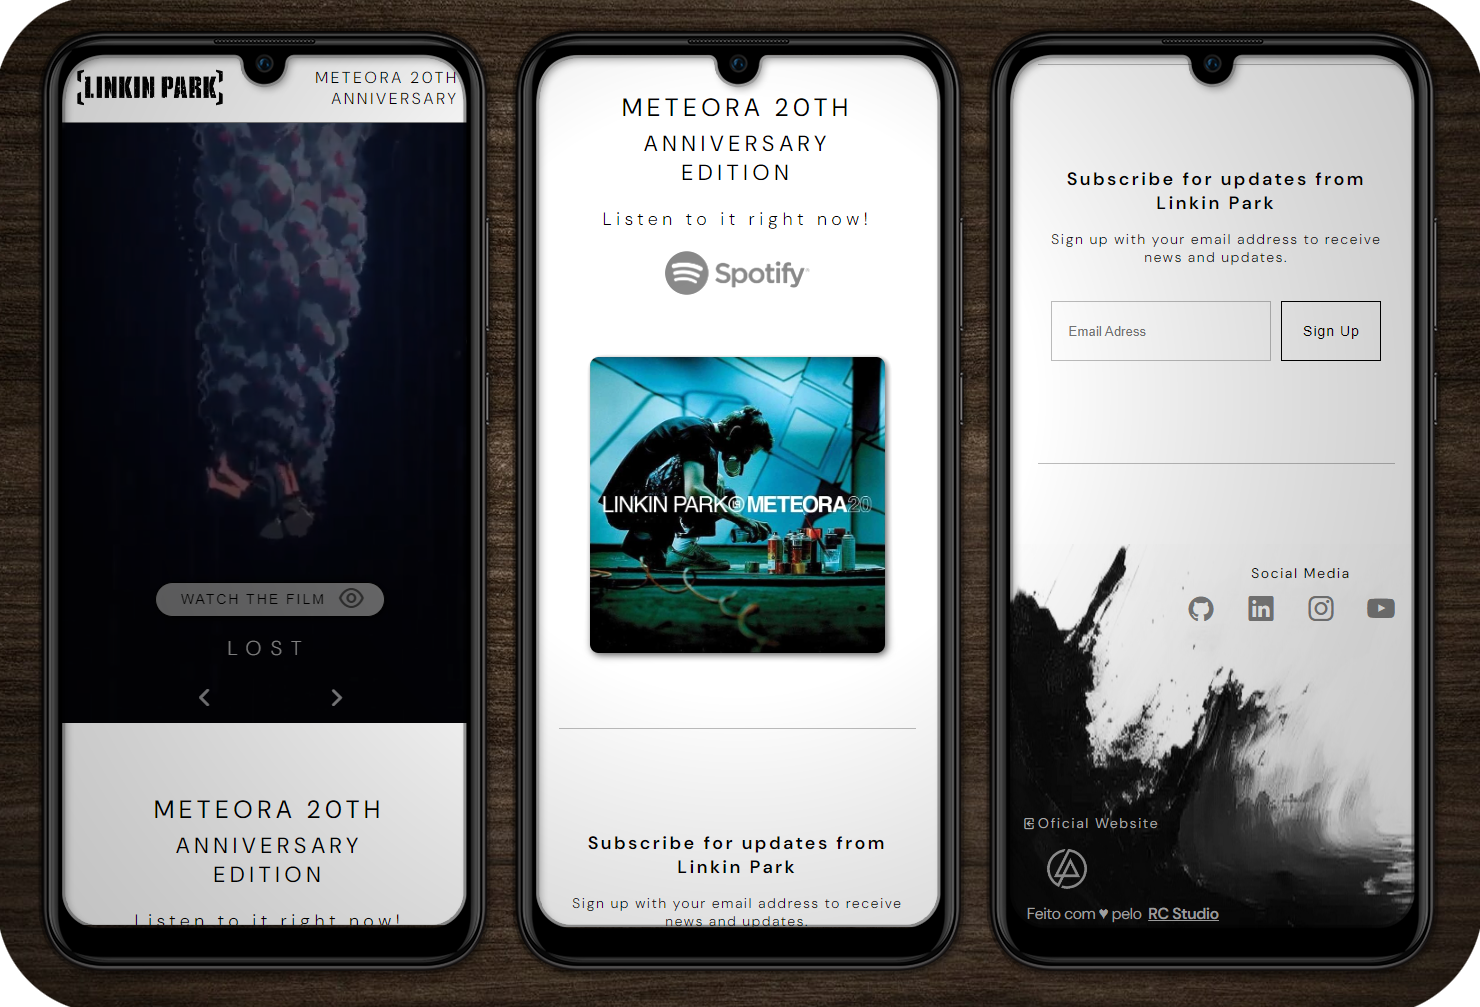 [LINKIN PARK]
METEORA 20TH
ANNIVERSARY
WATCH THE FILM
LOST
METEORA 20TH
ANNIVERSARY
EDITION
Listen to it right now!
METEORA 20TH
ANNIVERSARY
EDITION
Listen to it right now!
Spotify
LINKIN PARK METEORA20
Subscribe for updates from
Linkin Park
Sign up with your email address to receive
news and updates.
Subscribe for updates from
Linkin Park
Sign up with your email address to receive
news and updates.
Email Adress
Sign Up
Social Media
Oficial Website
Feito com ♥ pelo RC Studio